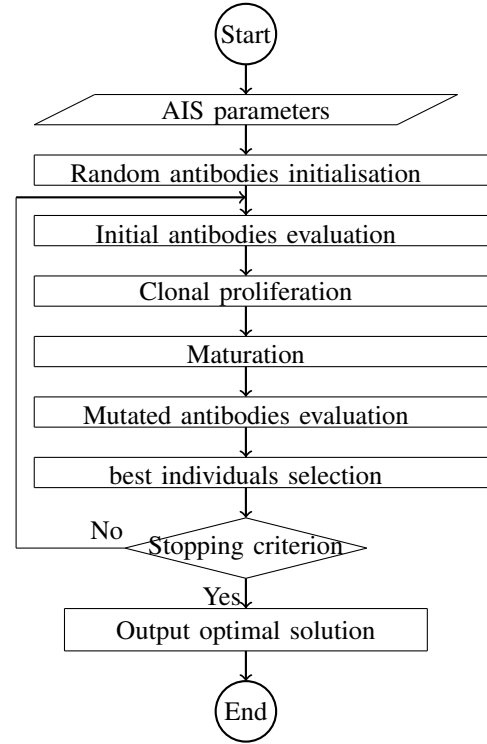 Start
AIS parameters
Random antibodies initialisation
Initial antibodies evaluation
Clonal proliferation
Maturation
Mutated antibodies evaluation
best individuals selection
No
Stopping criterion
Yes
Output optimal solution
End